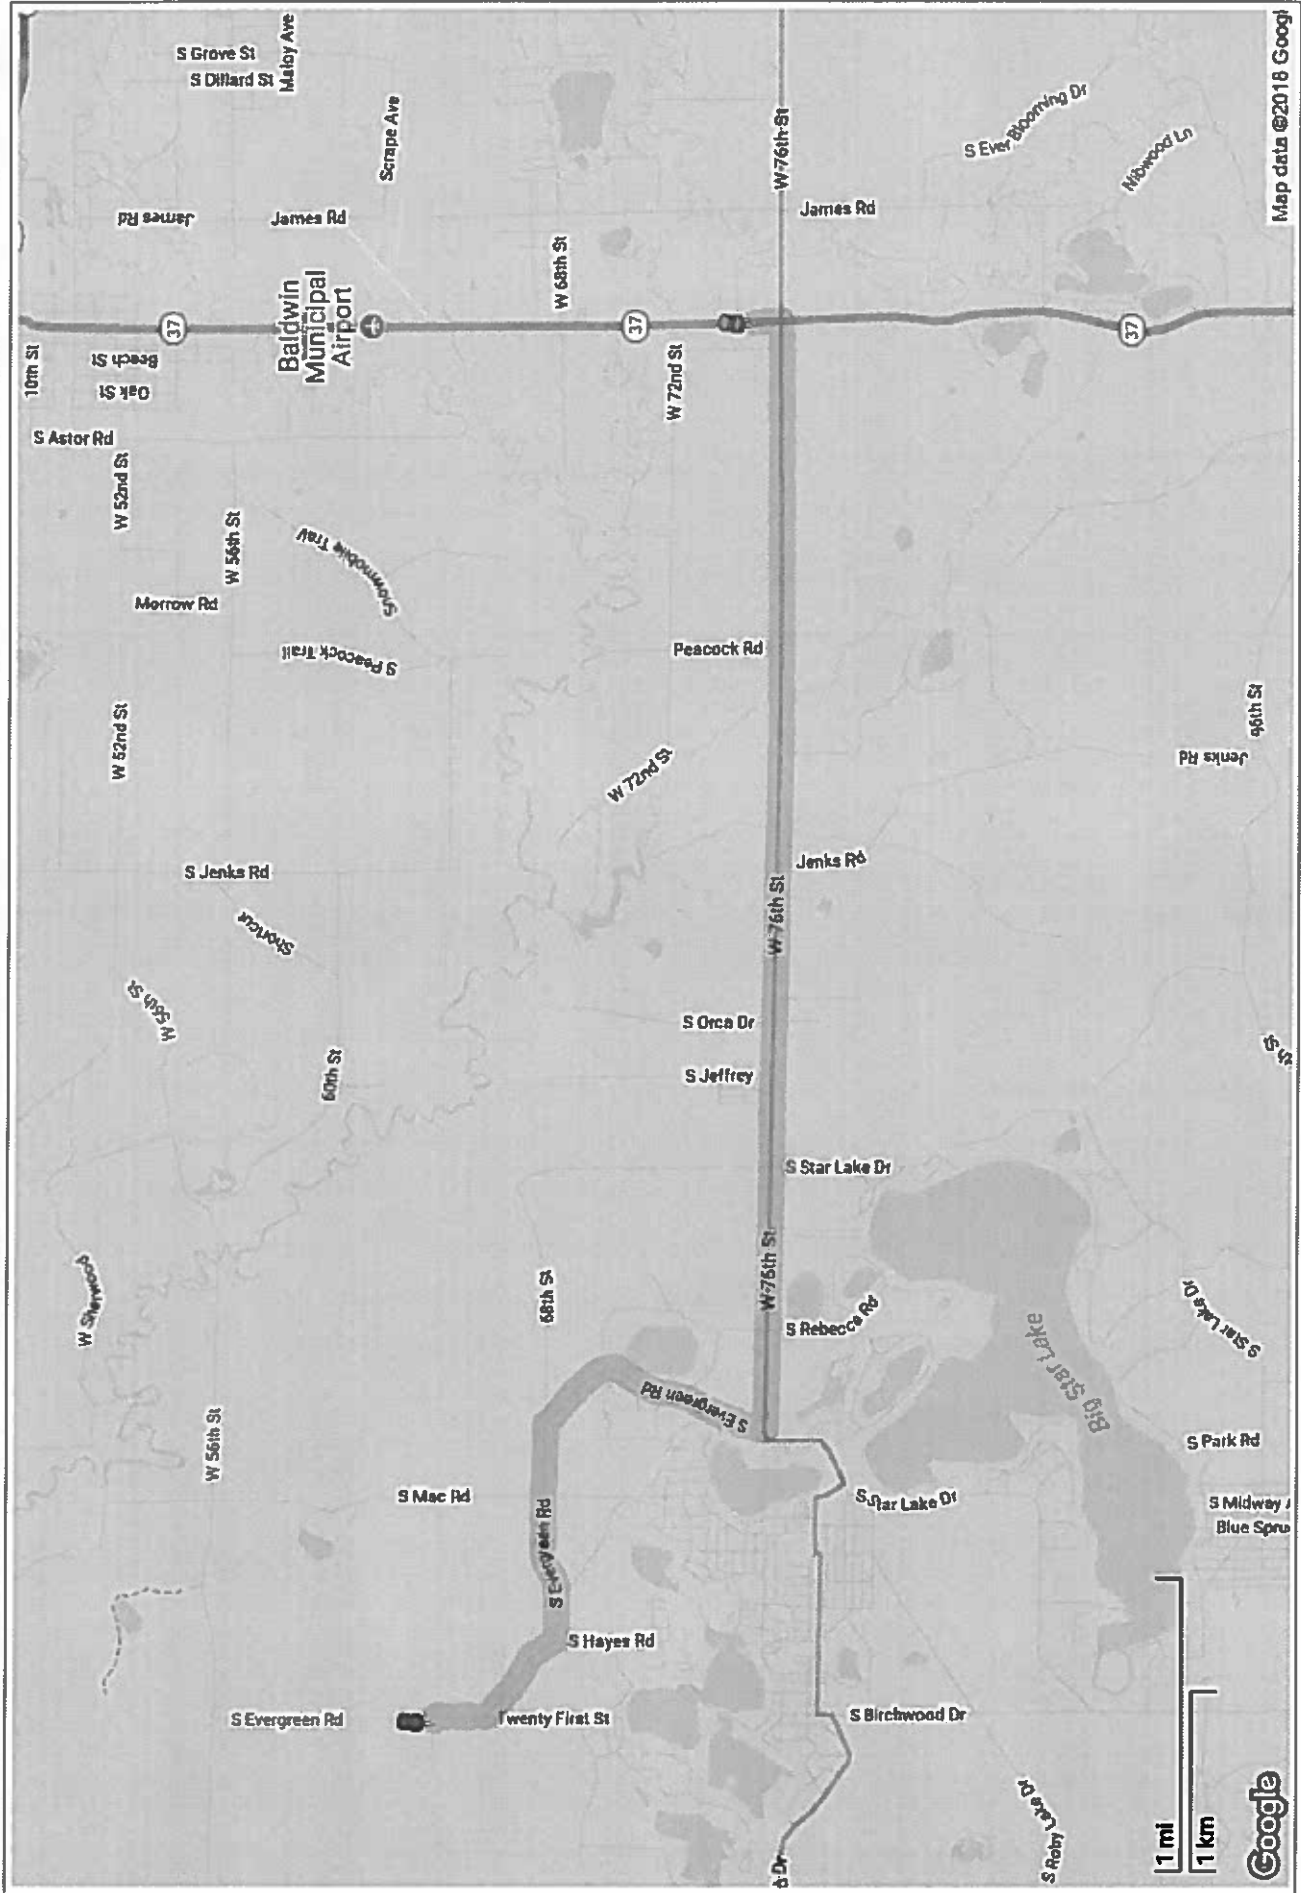 S Grove St
S Dillard St
Maloy Ave
Scrape Ave
James Rd
James Rd
10th St
Beach St
Oak St
37
Baldwin
Municipal
Airport
W 68th St
37
W 72nd St
W 76th St
James Rd
S Ever Blooming Dr
37
Map data ©2018 Googl
S Astor Rd
W 52nd St
W 56th St
Morrow Rd
Snowmobile Trail
S Peacock Trail
Peacock Rd
W 52nd St
W 72nd St
96th St
Jenks Rd
S Jenks Rd
Shortcut
Jenks Rd
W 76th St
W 56th St
60th St
S Orca Dr
S Jeffrey
th St
S Star Lake Dr
W Sherwood
68th St
W 76th St
S Rebecca Rd
S Star Lake Dr
Big Star Lake
S Evergreen Rd
W 56th St
S Mac Rd
S Evergreen Rd
S Star Lake Dr
S Park Rd
S Midway
Blue Spru
S Hayes Rd
S Evergreen Rd
Twenty First St
S Birchwood Dr
S Roby Lake Dr
1 mi
1 km
Google